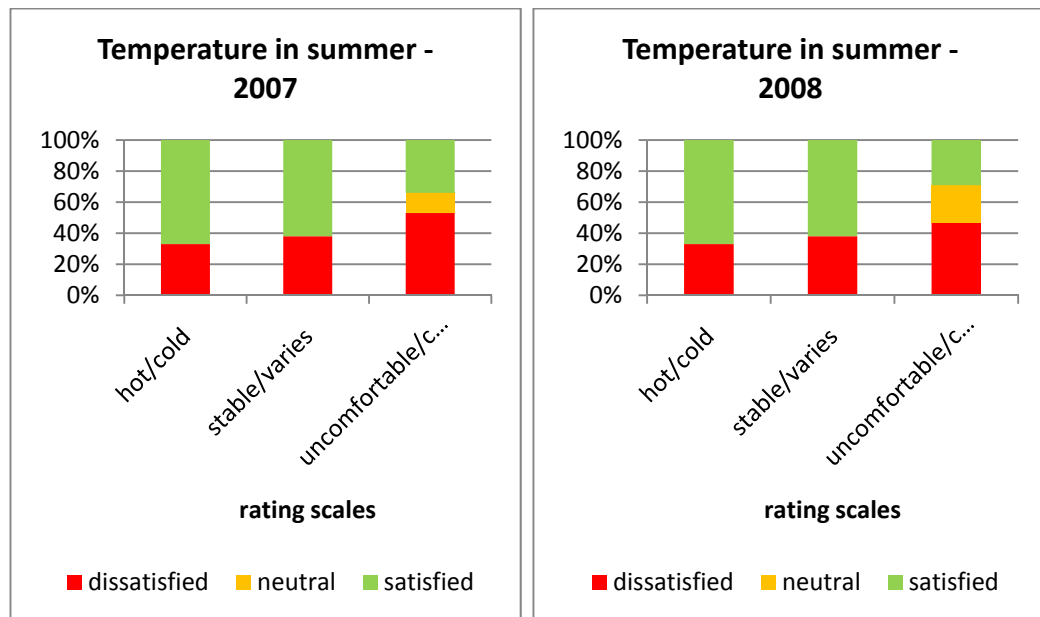 Temperature in summer -
2007
100%
80%
60%
40%
20%
0%
hot/cold
stable/varies
uncomfortable/c...
rating scales
dissatisfied neutral satisfied
Temperature in summer -
2008
100%
80%
60%
40%
20%
0%
hot/cold
stable/varies
uncomfortable/c...
rating scales
dissatisfied neutral satisfied